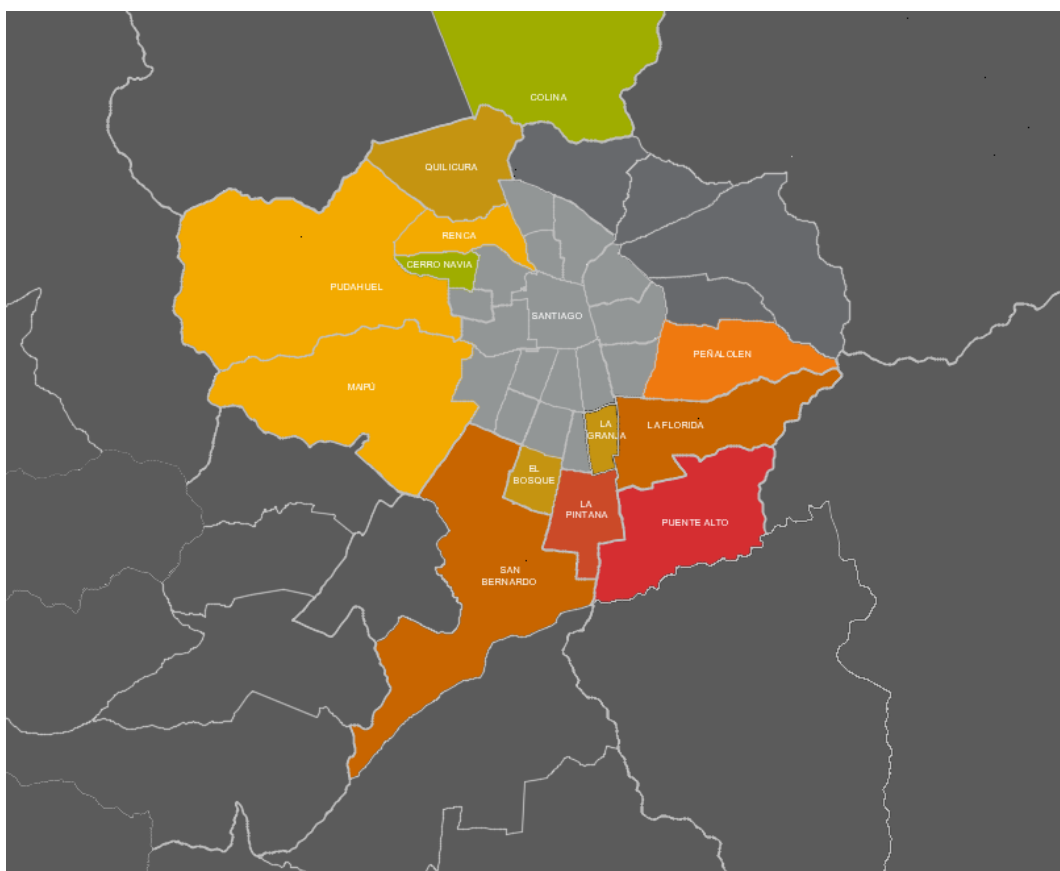 COLINA
QUILICURA
RENCA
CERRO NAVIA
PUDAHUEL
SANTIAGO
PEÑALOLEN
MAIPÚ
LA
GRANJA
LA FLORIDA
EL
BOSQUE
LA
PINTANA
PUENTE ALTO
SAN
BERNARDO